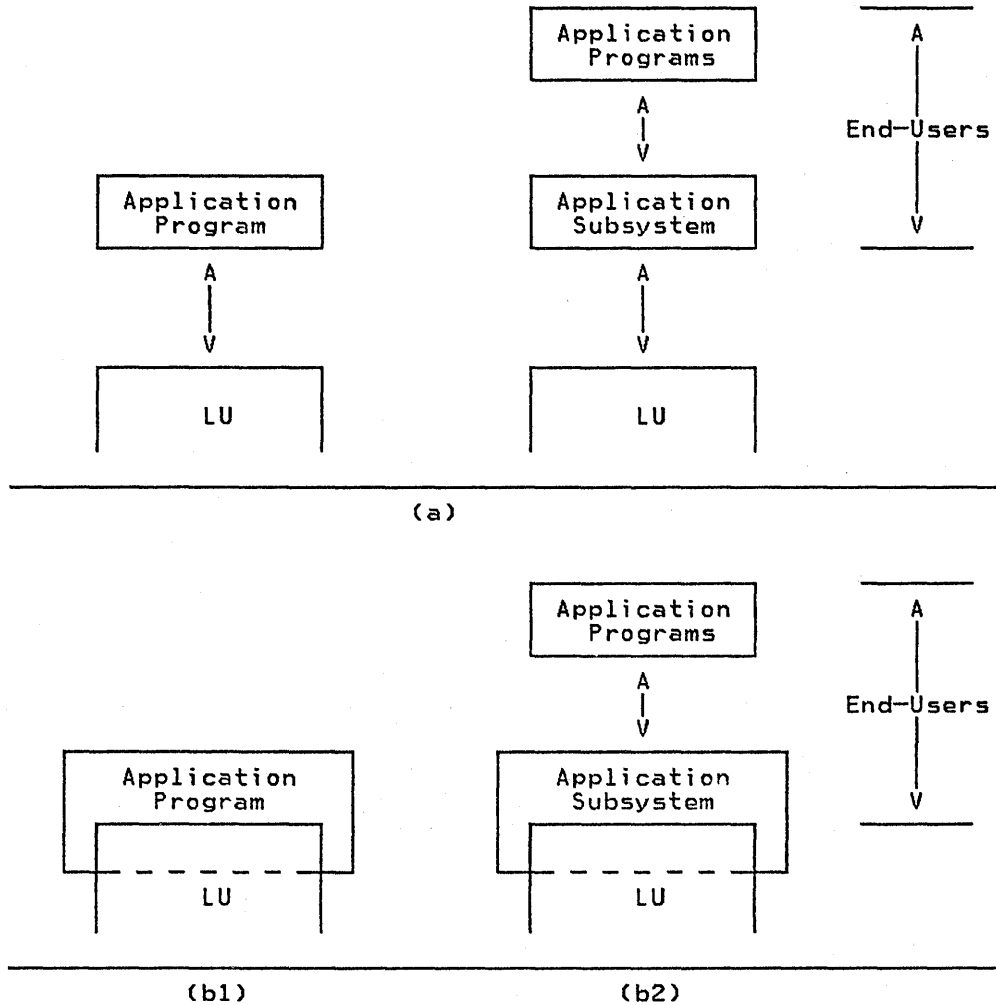 Application
Programs
A
V
A
End-Users
V
Application
Program
Application
Subsystem
A
V
A
V
LU
LU
(a)
Application
Programs
A
V
A
End-Users
V
Application
Program
Application
Subsystem
LU
LU
(b1)
(b2)